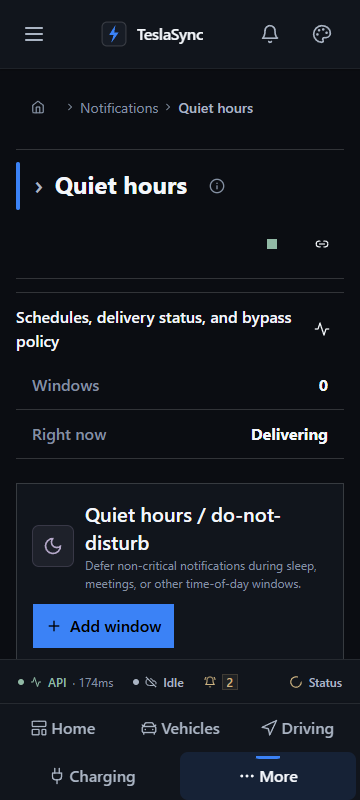 TeslaSync
Notifications
Quiet hours
Quiet hours
Schedules, delivery status, and bypass
policy
Windows 0
Right now Delivering
Quiet hours / do-not-
disturb
Defer non-critical notifications during sleep,
meetings, or other time-of-day windows.
+ Add window
API · 174ms Idle 2 Status
Home Vehicles Driving
Charging More